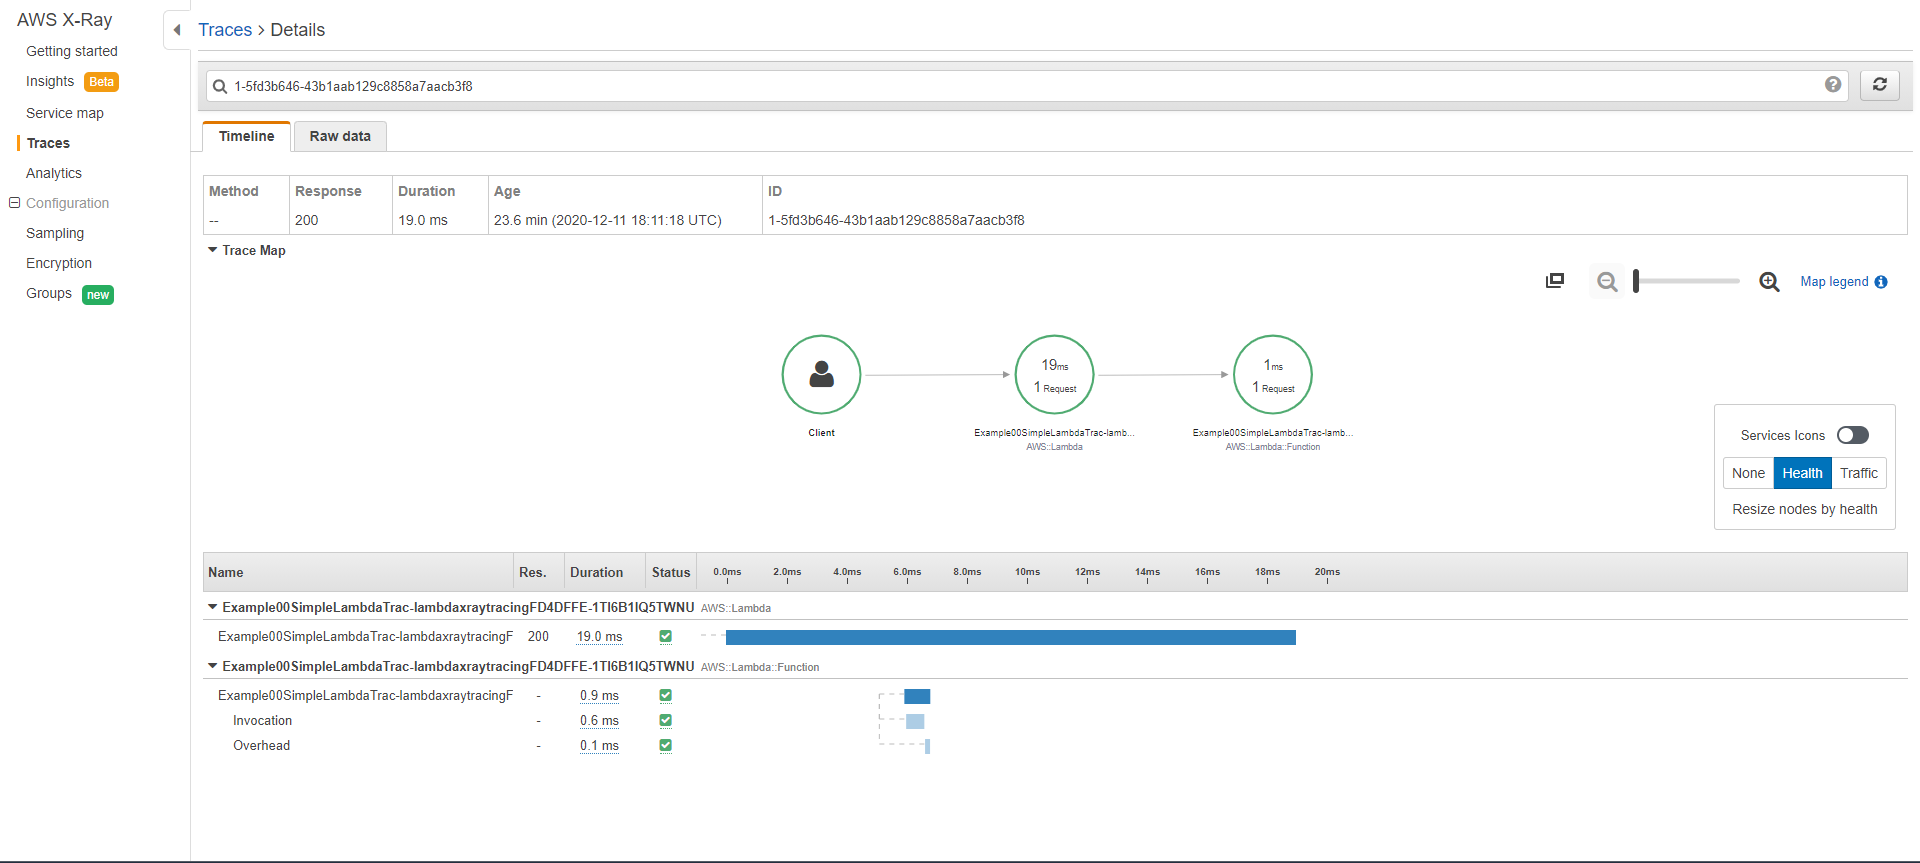 AWS X-Ray
Getting started
Insights Beta
Service map
Traces
Analytics
Configuration
Sampling
Encryption
Groups new
Traces > Details
1-5fd3b646-43b1aab129c8858a7aacb3f8
Timeline Raw data
Method Response Duration Age ID
-- 200 19.0 ms 23.6 min (2020-12-11 18:11:18 UTC) 1-5fd3b646-43b1aab129c8858a7aacb3f8
Trace Map
Map legend
19ms 1ms
1 Request 1 Request
Client Example00SimpleLambdaTrac-lamb... Example00SimpleLambdaTrac-lamb...
AWS::Lambda AWS::Lambda::Function
Services Icons
None Health Traffic
Resize nodes by health
Name Res. Duration Status 0.0ms 2.0ms 4.0ms 6.0ms 8.0ms 10ms 12ms 14ms 16ms 18ms 20ms
Example00SimpleLambdaTrac-lambdaxraytracingFD4DFFE-1TI6B1IQ5TWNU AWS::Lambda
Example00SimpleLambdaTrac-lambdaxraytracingF 200 19.0 ms
Example00SimpleLambdaTrac-lambdaxraytracingFD4DFFE-1TI6B1IQ5TWNU AWS::Lambda::Function
Example00SimpleLambdaTrac-lambdaxraytracingF - 0.9 ms
Invocation - 0.6 ms
Overhead - 0.1 ms